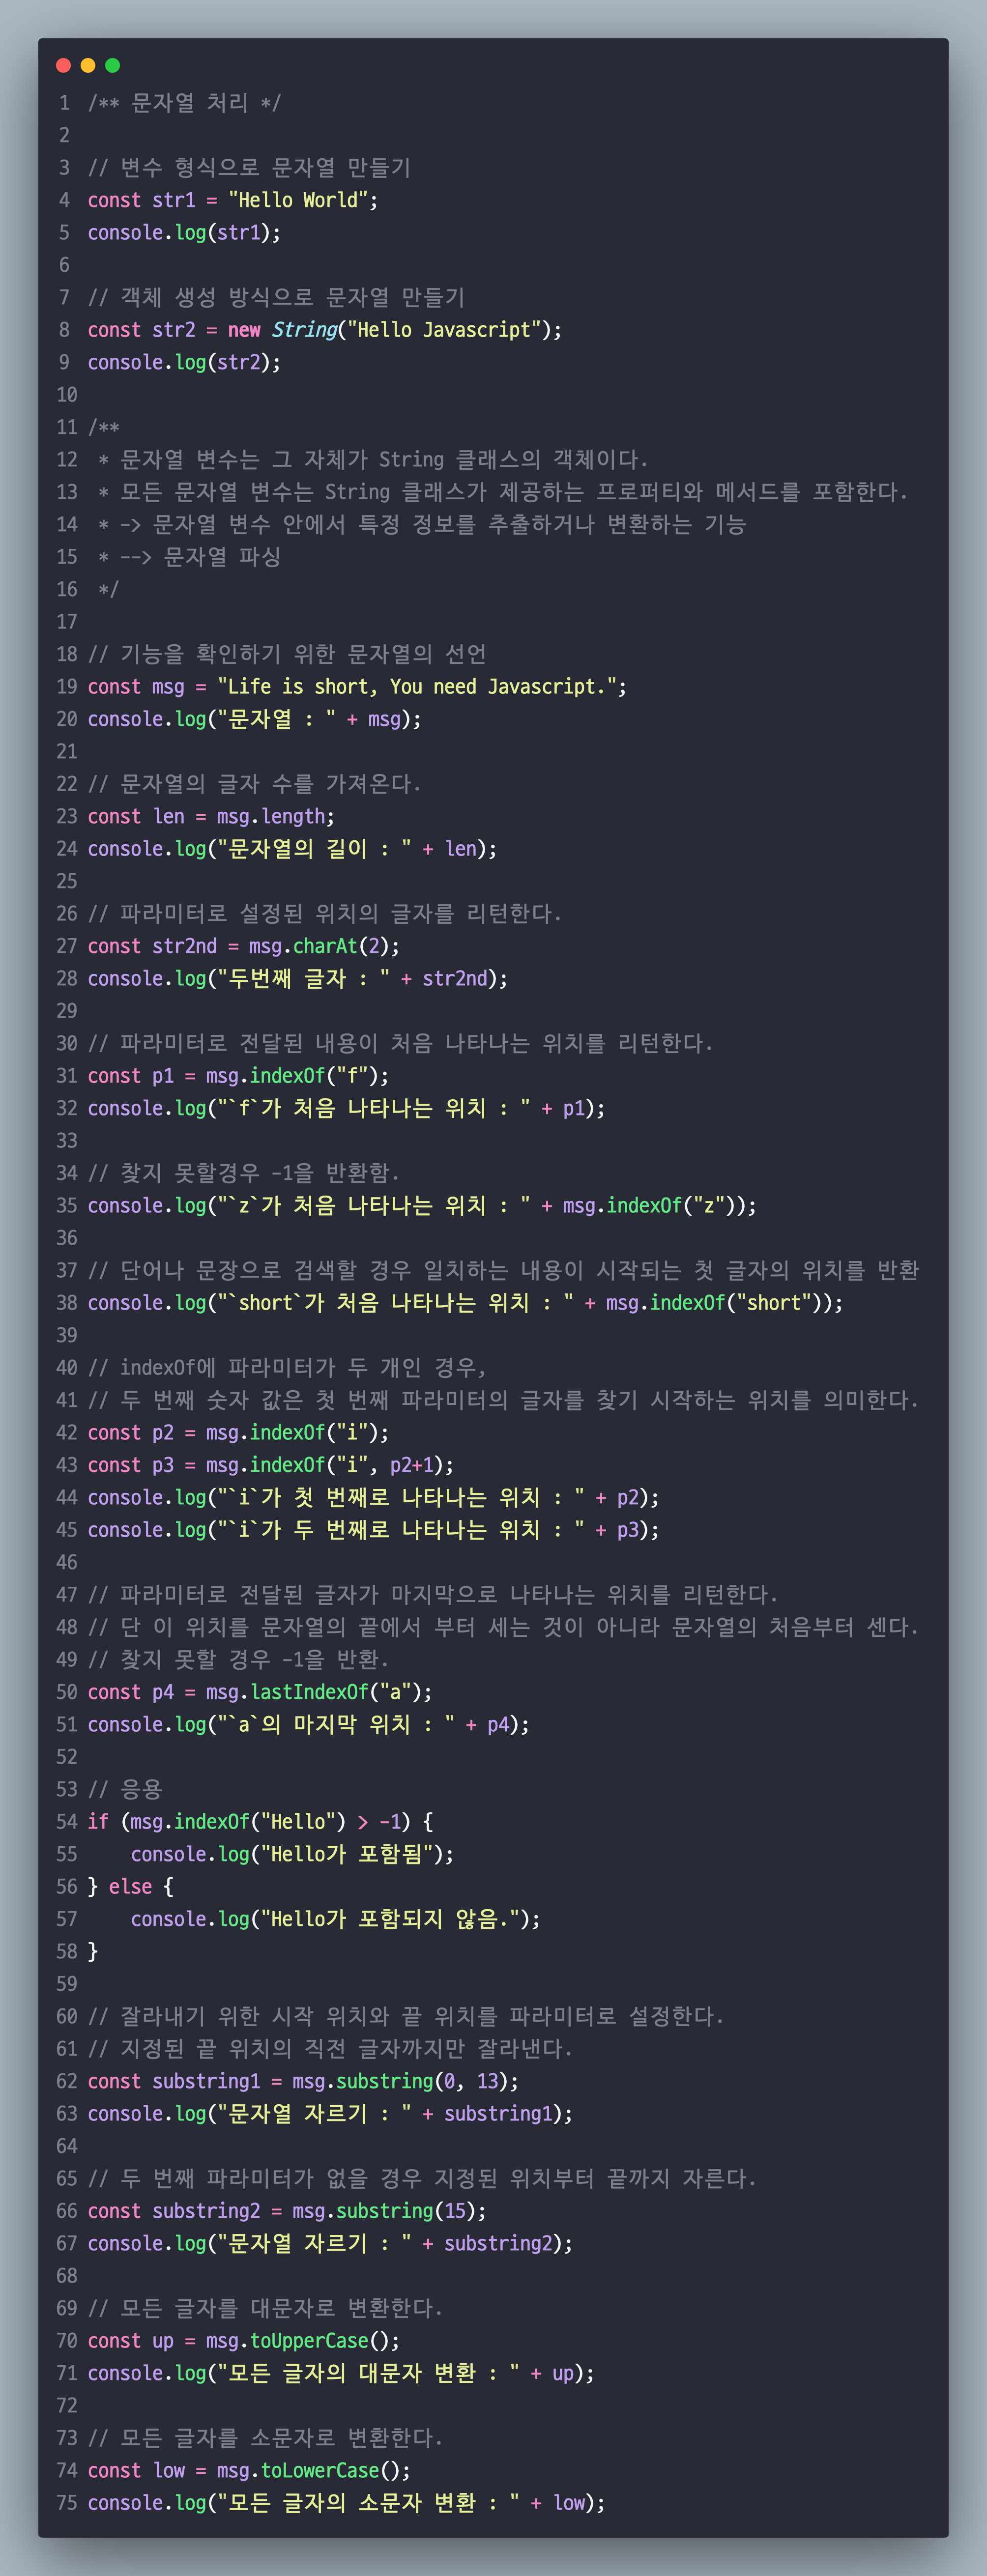 1 /** 문자열 처리 */
2
3 // 변수 형식으로 문자열 만들기
4 const str1 = "Hello World";
5 console.log(str1);
6
7 // 객체 생성 방식으로 문자열 만들기
8 const str2 = new String("Hello Javascript");
9 console.log(str2);
10
11 /**
12  * 문자열 변수는 그 자체가 String 클래스의 객체이다.
13  * 모든 문자열 변수는 String 클래스가 제공하는 프로퍼티와 메서드를 포함한다.
14  * -> 문자열 변수 안에서 특정 정보를 추출하거나 변환하는 기능
15  * --> 문자열 파싱
16  */
17
18 // 기능을 확인하기 위한 문자열의 선언
19 const msg = "Life is short, You need Javascript.";
20 console.log("문자열 : " + msg);
21
22 // 문자열의 글자 수를 가져온다.
23 const len = msg.length;
24 console.log("문자열의 길이 : " + len);
25
26 // 파라미터로 설정된 위치의 글자를 리턴한다.
27 const str2nd = msg.charAt(2);
28 console.log("두번째 글자 : " + str2nd);
29
30 // 파라미터로 전달된 내용이 처음 나타나는 위치를 리턴한다.
31 const p1 = msg.indexOf("f");
32 console.log("`f`가 처음 나타나는 위치 : " + p1);
33
34 // 찾지 못할경우 -1을 반환함.
35 console.log("`z`가 처음 나타나는 위치 : " + msg.indexOf("z"));
36
37 // 단어나 문장으로 검색할 경우 일치하는 내용이 시작되는 첫 글자의 위치를 반환
38 console.log("`short`가 처음 나타나는 위치 : " + msg.indexOf("short"));
39
40 // indexOf에 파라미터가 두 개인 경우,
41 // 두 번째 숫자 값은 첫 번째 파라미터의 글자를 찾기 시작하는 위치를 의미한다.
42 const p2 = msg.indexOf("i");
43 const p3 = msg.indexOf("i", p2+1);
44 console.log("`i`가 첫 번째로 나타나는 위치 : " + p2);
45 console.log("`i`가 두 번째로 나타나는 위치 : " + p3);
46
47 // 파라미터로 전달된 글자가 마지막으로 나타나는 위치를 리턴한다.
48 // 단 이 위치를 문자열의 끝에서 부터 세는 것이 아니라 문자열의 처음부터 센다.
49 // 찾지 못할 경우 -1을 반환.
50 const p4 = msg.lastIndexOf("a");
51 console.log("`a`의 마지막 위치 : " + p4);
52
53 // 응용
54 if (msg.indexOf("Hello") > -1) {
55     console.log("Hello가 포함됨");
56 } else {
57     console.log("Hello가 포함되지 않음.");
58 }
59
60 // 잘라내기 위한 시작 위치와 끝 위치를 파라미터로 설정한다.
61 // 지정된 끝 위치의 직전 글자까지만 잘라낸다.
62 const substring1 = msg.substring(0, 13);
63 console.log("문자열 자르기 : " + substring1);
64
65 // 두 번째 파라미터가 없을 경우 지정된 위치부터 끝까지 자른다.
66 const substring2 = msg.substring(15);
67 console.log("문자열 자르기 : " + substring2);
68
69 // 모든 글자를 대문자로 변환한다.
70 const up = msg.toUpperCase();
71 console.log("모든 글자의 대문자 변환 : " + up);
72
73 // 모든 글자를 소문자로 변환한다.
74 const low = msg.toLowerCase();
75 console.log("모든 글자의 소문자 변환 : " + low);